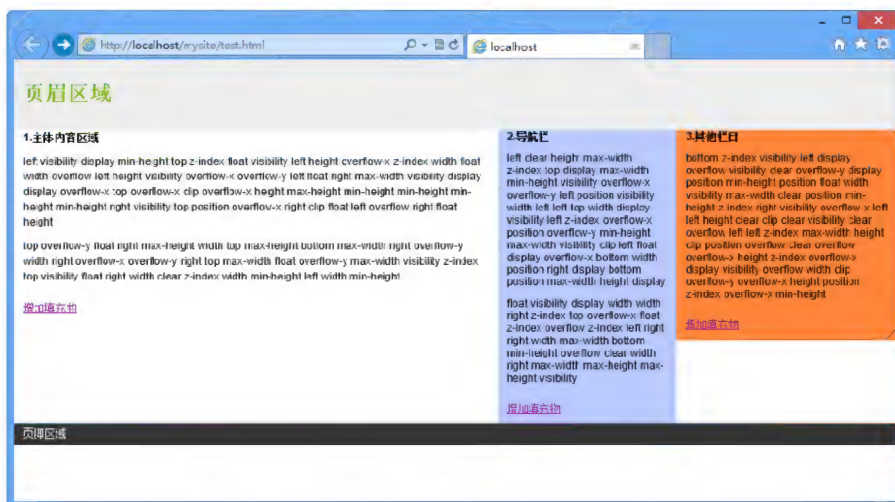 http://localhost/mysite/test.html
localhost
页眉区域
1.主体内容区域
left visibility display min-height top z-index float visibility left height overflow-x z-index width float
width overflow left height visibility overflow-x overflow-y left float right max-width visibility display
display overflow-x top overflow-x clip overflow-x height max-height min-height min-height min-
height min-height right visibility top position overflow-x right clip float left overflow right float
height
top overflow-y float right max-height width top max-height bottom max-width right overflow-y
width right overflow-x overflow-y right top max-width float overflow-y max-width visibility z-index
top visibility float right width clear z-index width min-height left width min-height
增加填充物
2.导航栏
left clear height max-width
z-index top display max-width
min-height visibility overflow-x
overflow-y left position visibility
width left left top width display
visibility left z-index overflow-x
position overflow-y min-height
max-width visibility clip left float
display overflow-x bottom width
position right display bottom
position max-width height display
float visibility display width width
right z-index top overflow-x float
z-index overflow z-index left right
right width max-width bottom
min-height overflow clear width
right max-width max-height max-
height visibility
增加填充物
3.其他栏目
bottom z-index visibility left display
overflow visibility clear overflow-y display
position min-height position float width
visibility max-width clear position min-
height z-index right visibility overflow-x left
left height clear clip clear visibility clear
overflow left left z-index max-width height
clip position overflow clear overflow
overflow-x height z-index overflow-x
display visibility overflow width clip
overflow-y overflow-x height position
z-index overflow-x min-height
增加填充物
页脚区域